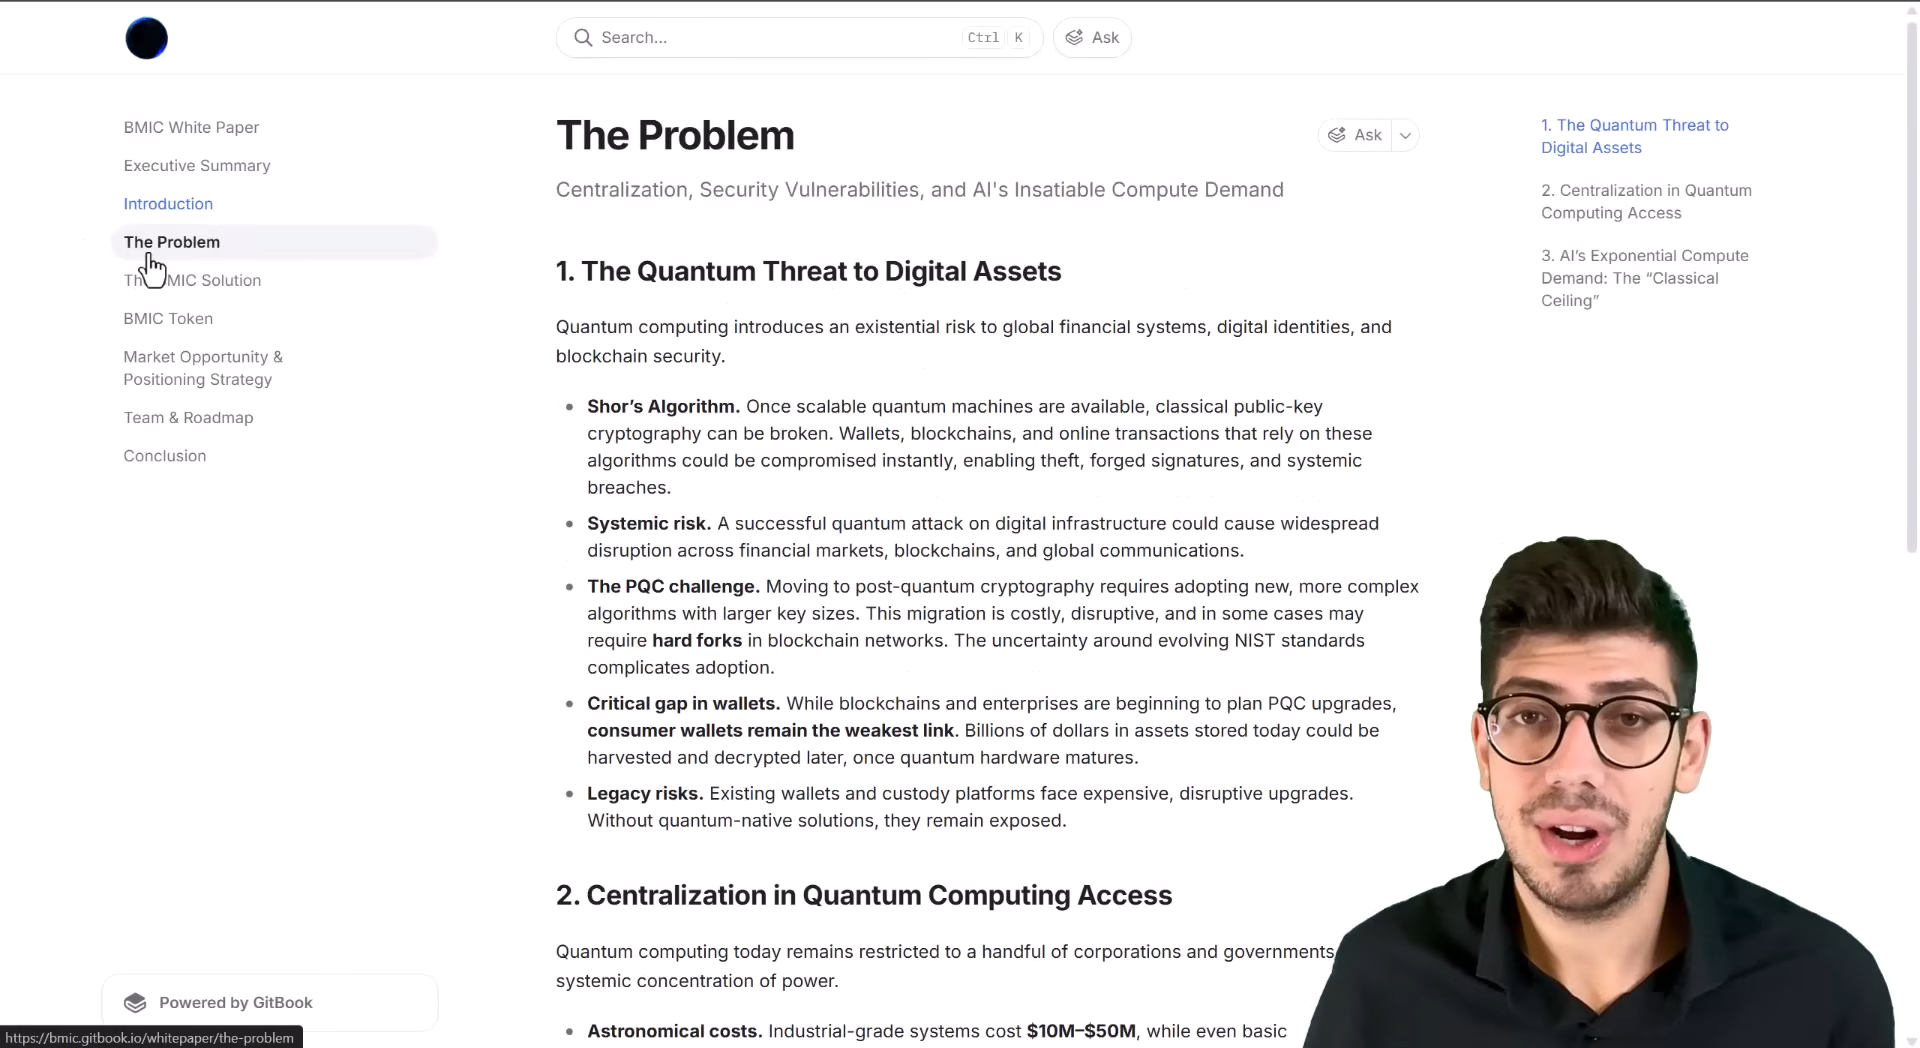 Search...
Ctrl K
Ask
BMIC White Paper
Executive Summary
Introduction
The Problem
The MIC Solution
BMIC Token
Market Opportunity &
Positioning Strategy
Team & Roadmap
Conclusion
Powered by GitBook
https://bmic.gitbook.io/whitepaper/the-problem
The Problem
Ask
Centralization, Security Vulnerabilities, and AI's Insatiable Compute Demand
1. The Quantum Threat to Digital Assets
Quantum computing introduces an existential risk to global financial systems, digital identities, and
blockchain security.
• Shor’s Algorithm. Once scalable quantum machines are available, classical public-key
cryptography can be broken. Wallets, blockchains, and online transactions that rely on these
algorithms could be compromised instantly, enabling theft, forged signatures, and systemic
breaches.
• Systemic risk. A successful quantum attack on digital infrastructure could cause widespread
disruption across financial markets, blockchains, and global communications.
• The PQC challenge. Moving to post-quantum cryptography requires adopting new, more complex
algorithms with larger key sizes. This migration is costly, disruptive, and in some cases may
require hard forks in blockchain networks. The uncertainty around evolving NIST standards
complicates adoption.
• Critical gap in wallets. While blockchains and enterprises are beginning to plan PQC upgrades,
consumer wallets remain the weakest link. Billions of dollars in assets stored today could be
harvested and decrypted later, once quantum hardware matures.
• Legacy risks. Existing wallets and custody platforms face expensive, disruptive upgrades.
Without quantum-native solutions, they remain exposed.
2. Centralization in Quantum Computing Access
Quantum computing today remains restricted to a handful of corporations and governments
systemic concentration of power.
• Astronomical costs. Industrial-grade systems cost $10M–$50M, while even basic
1. The Quantum Threat to
Digital Assets
2. Centralization in Quantum
Computing Access
3. AI’s Exponential Compute
Demand: The “Classical
Ceiling”